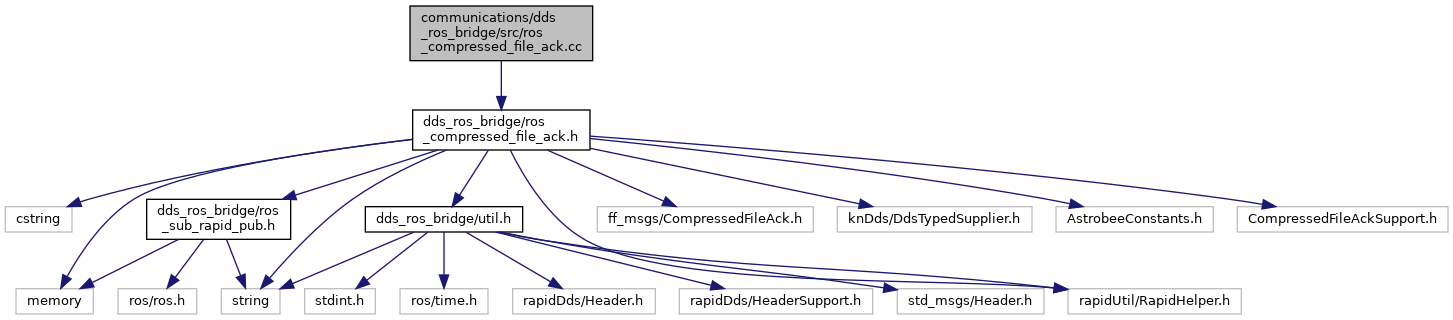 communications/dds
_ros_bridge/src/ros
_compressed_file_ack.cc
dds_ros_bridge/ros
_compressed_file_ack.h
cstring
dds_ros_bridge/ros
_sub_rapid_pub.h
dds_ros_bridge/util.h
ff_msgs/CompressedFileAck.h
knDds/DdsTypedSupplier.h
AstrobeeConstants.h
CompressedFileAckSupport.h
memory
ros/ros.h
string
stdint.h
ros/time.h
rapidDds/Header.h
rapidDds/HeaderSupport.h
std_msgs/Header.h
rapidUtil/RapidHelper.h